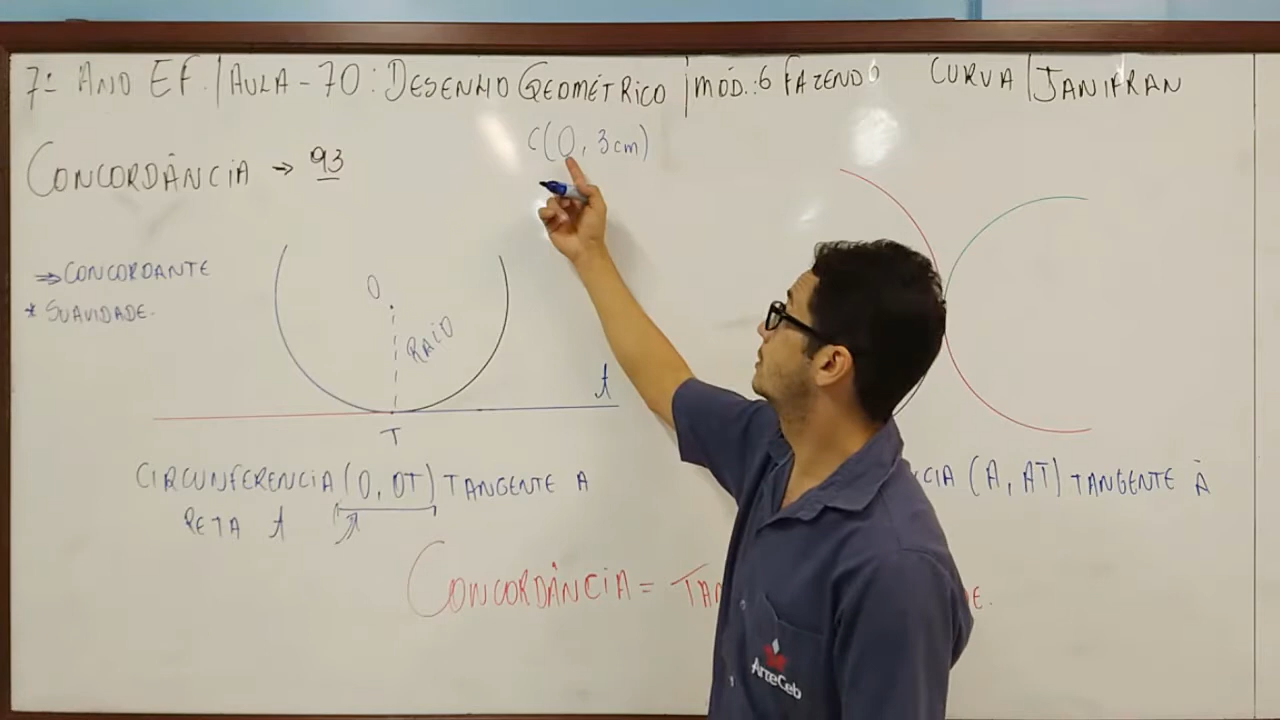 7º ANO EF. | AULA - 70: DESENHO GEOMÉTRICO | MÓD.: 6 FAZENDO CURVA | JANIFRAN
C(O, 3cm)
CONCORDÂNCIA → 93
⇒ CONCORDANTE
* SUAVIDADE.
O
RAIO
t
T
CIRCUNFERENCIA (O, OT) TANGENTE A
RETA t
CIA (A, AT) TANGENTE À
CONCORDÂNCIA = TAN
E.
ArteCeb